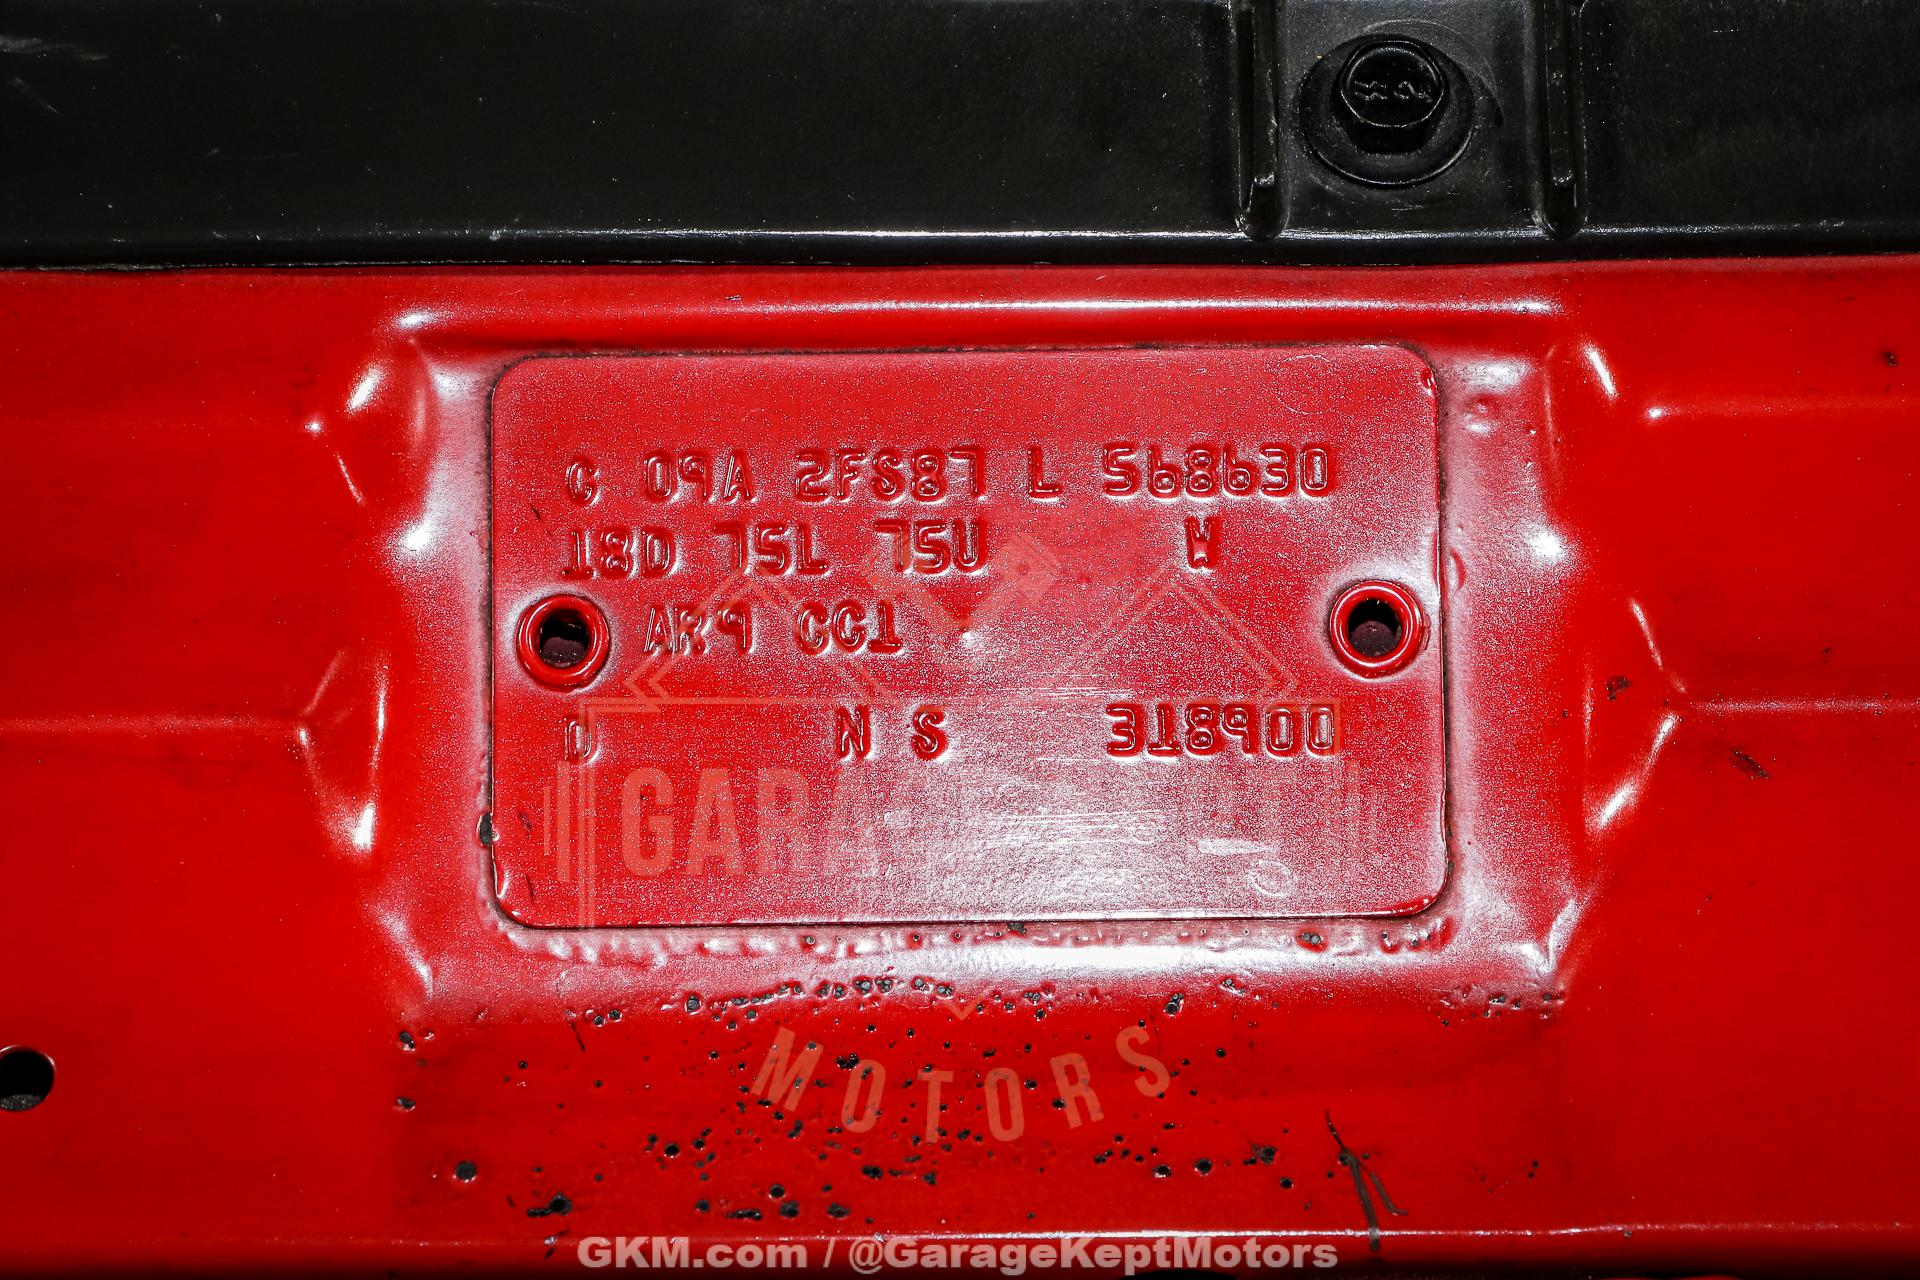 C 09A 2FS87 L 568630
18D 75L 75U
AR9 CC1
D N S 318900
GARA
MOTORS
GKM.com / @GarageKeptMotors